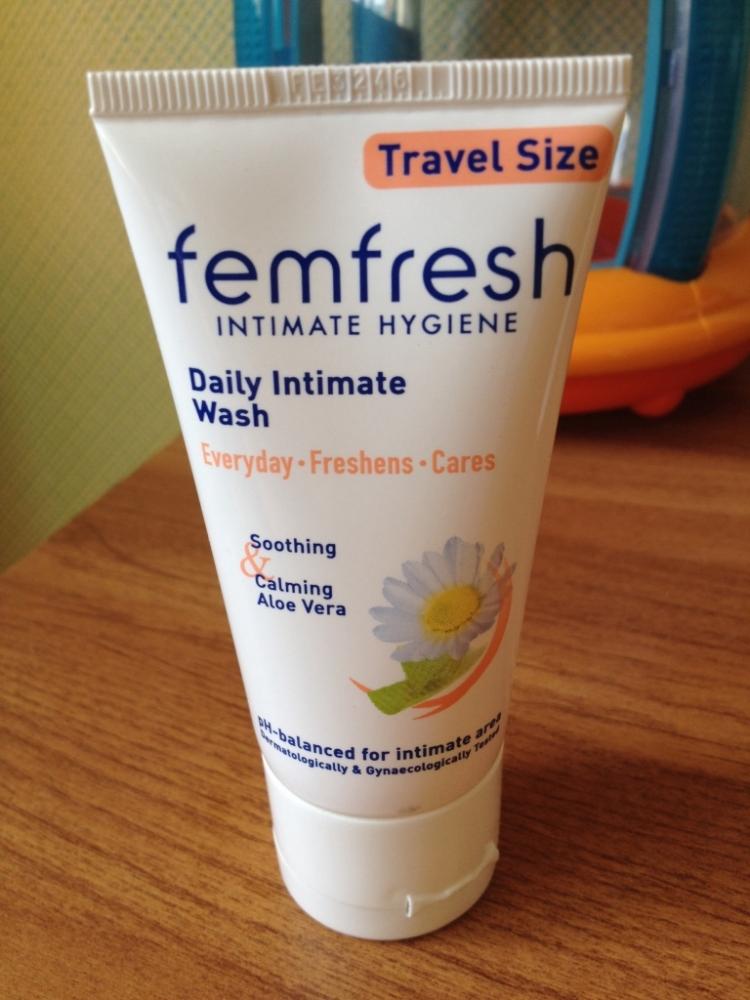 FE3246
Travel Size
femfresh
INTIMATE HYGIENE
Daily Intimate
Wash
Everyday • Freshens • Cares
Soothing
&
Calming
Aloe Vera
pH-balanced for intimate area
Dermatologically & Gynaecologically Tested